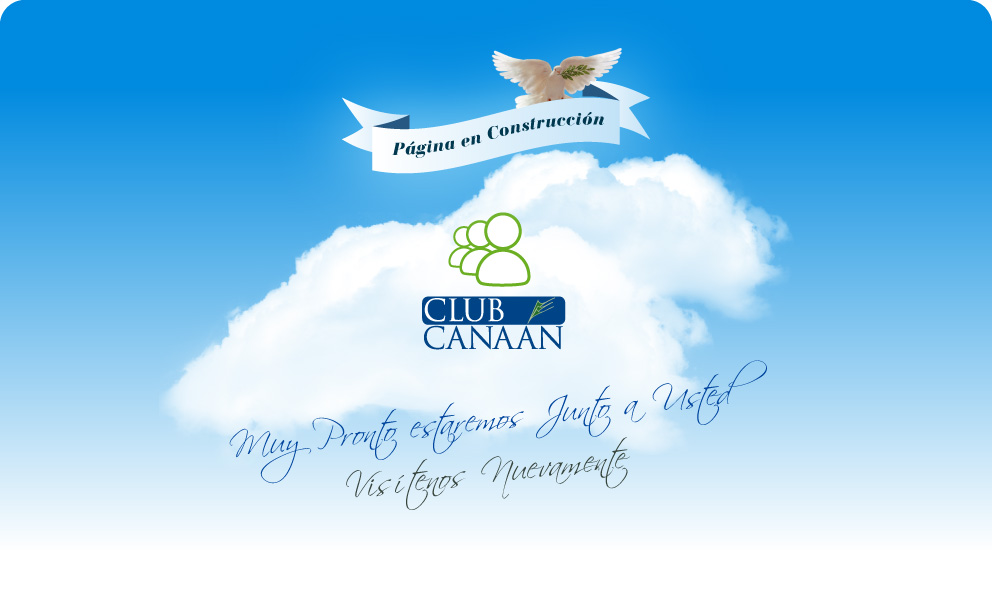 Página en Construcción
CLUB
CANAAN
Muy Pronto estaremos Junto a Usted
Visítenos Nuevamente